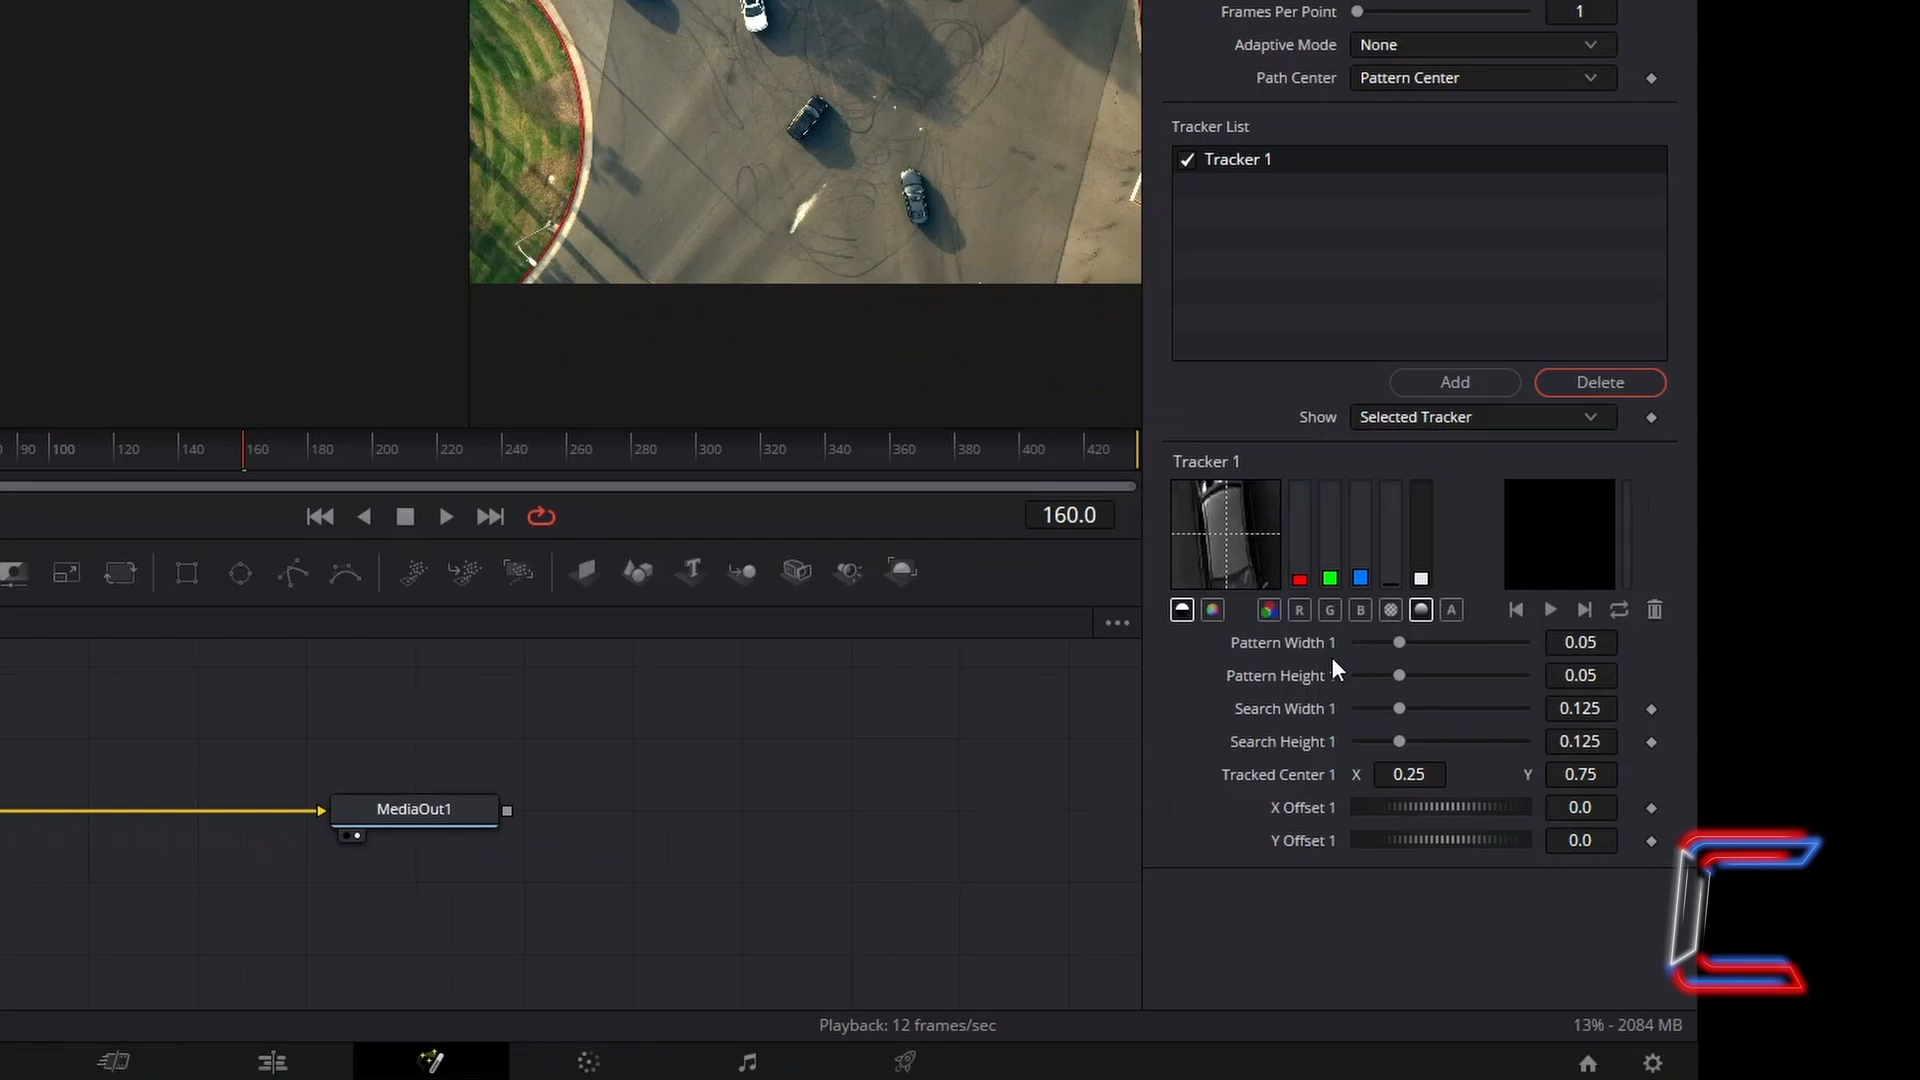 Frames Per Point 1
Adaptive Mode None
Path Center Pattern Center
Tracker List
Tracker 1
Add Delete
Show Selected Tracker
90 100 120 140 160 180 200 220 240 260 280 300 320 340 360 380 400 420
Tracker 1
160.0
T
R G B A
Pattern Width 1 0.05
Pattern Height 0.05
Search Width 1 0.125
Search Height 1 0.125
Tracked Center 1 X 0.25 Y 0.75
X Offset 1 0.0
MediaOut1
Y Offset 1 0.0
C
Playback: 12 frames/sec
13% - 2084 MB